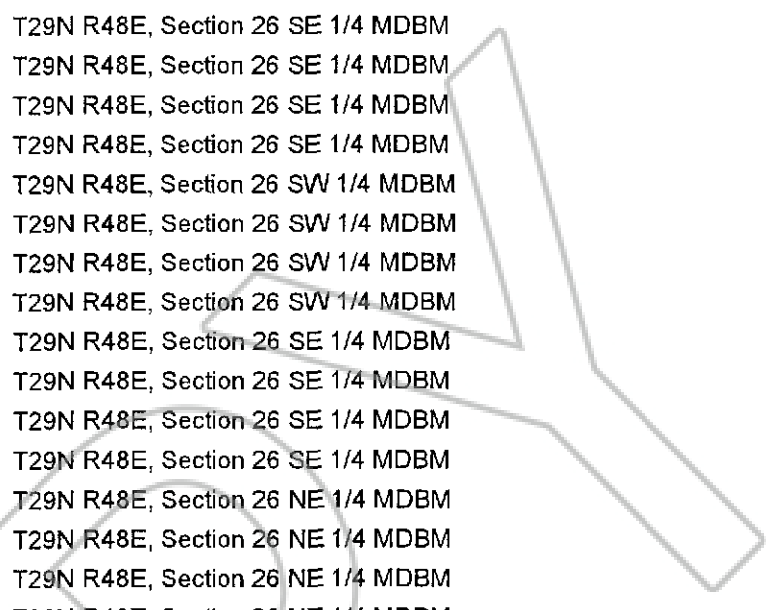 T29N R48E, Section 26 SE 1/4 MDBM
T29N R48E, Section 26 SE 1/4 MDBM
T29N R48E, Section 26 SE 1/4 MDBM
T29N R48E, Section 26 SE 1/4 MDBM
T29N R48E, Section 26 SW 1/4 MDBM
T29N R48E, Section 26 SW 1/4 MDBM
T29N R48E, Section 26 SW 1/4 MDBM
T29N R48E, Section 26 SW 1/4 MDBM
T29N R48E, Section 26 SE 1/4 MDBM
T29N R48E, Section 26 SE 1/4 MDBM
T29N R48E, Section 26 SE 1/4 MDBM
T29N R48E, Section 26 SE 1/4 MDBM
T29N R48E, Section 26 NE 1/4 MDBM
T29N R48E, Section 26 NE 1/4 MDBM
T29N R48E, Section 26 NE 1/4 MDBM